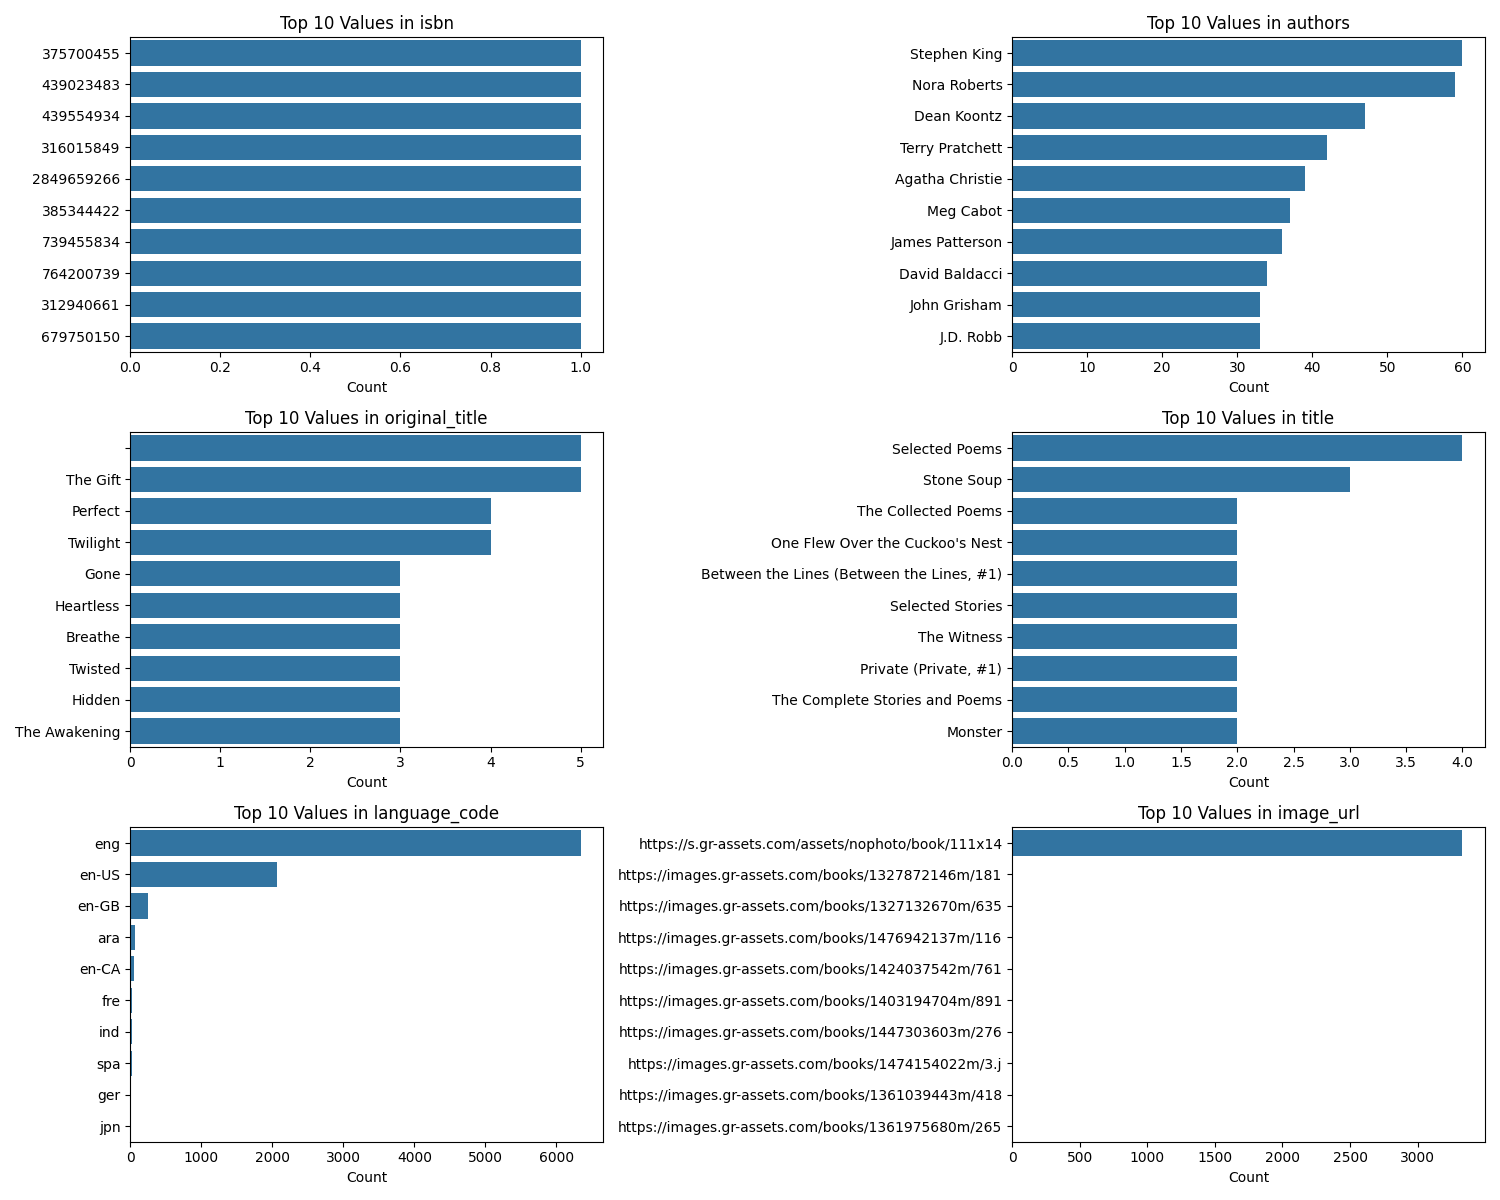 Top 10 Values in isbn
375700455
439023483
439554934
316015849
2849659266
385344422
739455834
764200739
312940661
679750150
0.0 0.2 0.4 0.6 0.8 1.0
Count
Top 10 Values in authors
Stephen King
Nora Roberts
Dean Koontz
Terry Pratchett
Agatha Christie
Meg Cabot
James Patterson
David Baldacci
John Grisham
J.D. Robb
0 10 20 30 40 50 60
Count
Top 10 Values in original_title
The Gift
Perfect
Twilight
Gone
Heartless
Breathe
Twisted
Hidden
The Awakening
0 1 2 3 4 5
Count
Top 10 Values in title
Selected Poems
Stone Soup
The Collected Poems
One Flew Over the Cuckoo's Nest
Between the Lines (Between the Lines, #1)
Selected Stories
The Witness
Private (Private, #1)
The Complete Stories and Poems
Monster
0.0 0.5 1.0 1.5 2.0 2.5 3.0 3.5 4.0
Count
Top 10 Values in language_code
eng
en-US
en-GB
ara
en-CA
fre
ind
spa
ger
jpn
0 1000 2000 3000 4000 5000 6000
Count
Top 10 Values in image_url
https://s.gr-assets.com/assets/nophoto/book/111x14
https://images.gr-assets.com/books/1327872146m/181
https://images.gr-assets.com/books/1327132670m/635
https://images.gr-assets.com/books/1476942137m/116
https://images.gr-assets.com/books/1424037542m/761
https://images.gr-assets.com/books/1403194704m/891
https://images.gr-assets.com/books/1447303603m/276
https://images.gr-assets.com/books/1474154022m/3.j
https://images.gr-assets.com/books/1361039443m/418
https://images.gr-assets.com/books/1361975680m/265
0 500 1000 1500 2000 2500 3000
Count